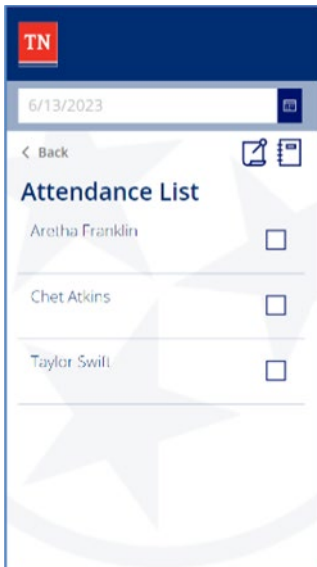 TN
6/13/2023
Back
Attendance List
Aretha Franklin
Chet Atkins
Taylor Swift